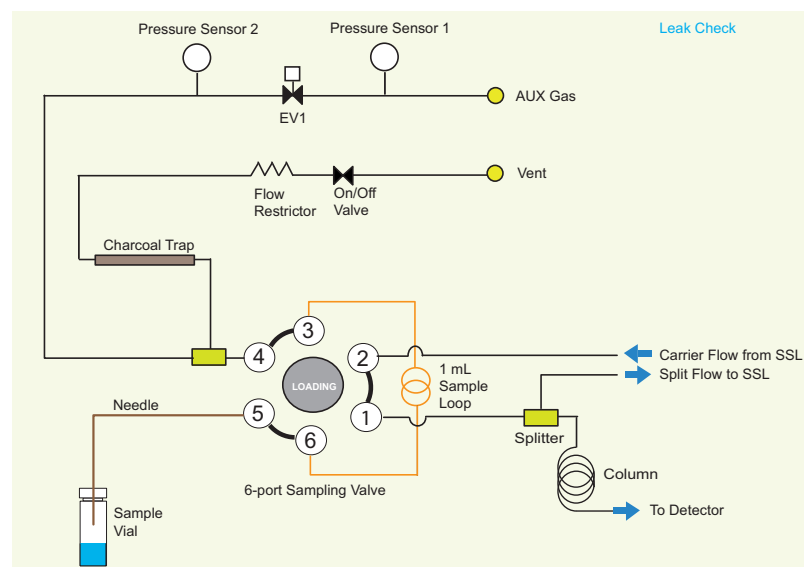 Pressure Sensor 2
Pressure Sensor 1
Leak Check
AUX Gas
EV1
Vent
Flow
Restrictor
On/Off
Valve
Charcoal Trap
3
4
2
LOADING
1 mL
Sample
Loop
Carrier Flow from SSL
Split Flow to SSL
Needle
5
1
6
Splitter
6-port Sampling Valve
Column
Sample
Vial
To Detector